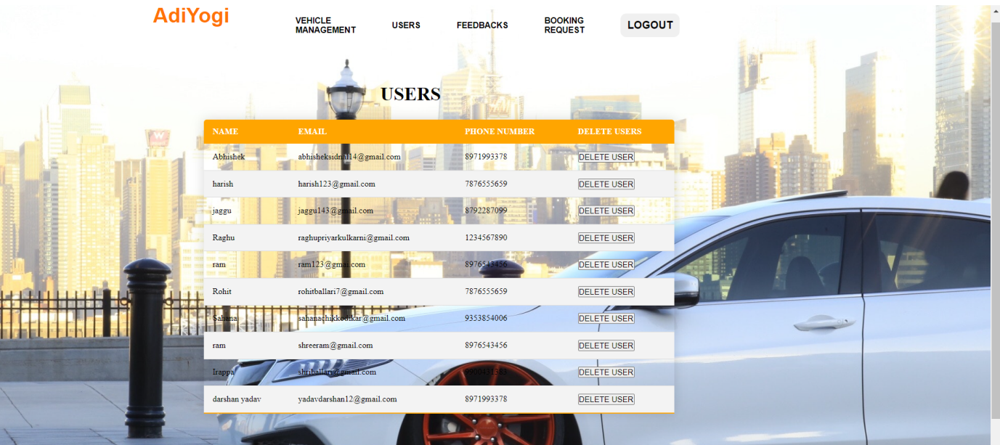 AdiYogi
VEHICLE
MANAGEMENT
USERS
FEEDBACKS
BOOKING
REQUEST
LOGOUT
USERS
NAME EMAIL PHONE NUMBER DELETE USERS
Abhishek abhisheksidnal14@gmail.com 8971993378 DELETE USER
harish harish123@gmail.com 7876555659 DELETE USER
jaggu jaggu143@gmail.com 8792287099 DELETE USER
Raghu raghupriyarkulkarni@gmail.com 1234567890 DELETE USER
ram ram123@gmai.com 8976543456 DELETE USER
Rohit rohitballari7@gmail.com 7876555659 DELETE USER
Sahana sahanachikkodikar@gmail.com 9353854006 DELETE USER
ram shreeram@gmail.com 8976543456 DELETE USER
Irappa shriballari@gmail.com DELETE USER
darshan yadav yadavdarshan12@gmail.com 8971993378 DELETE USER
W